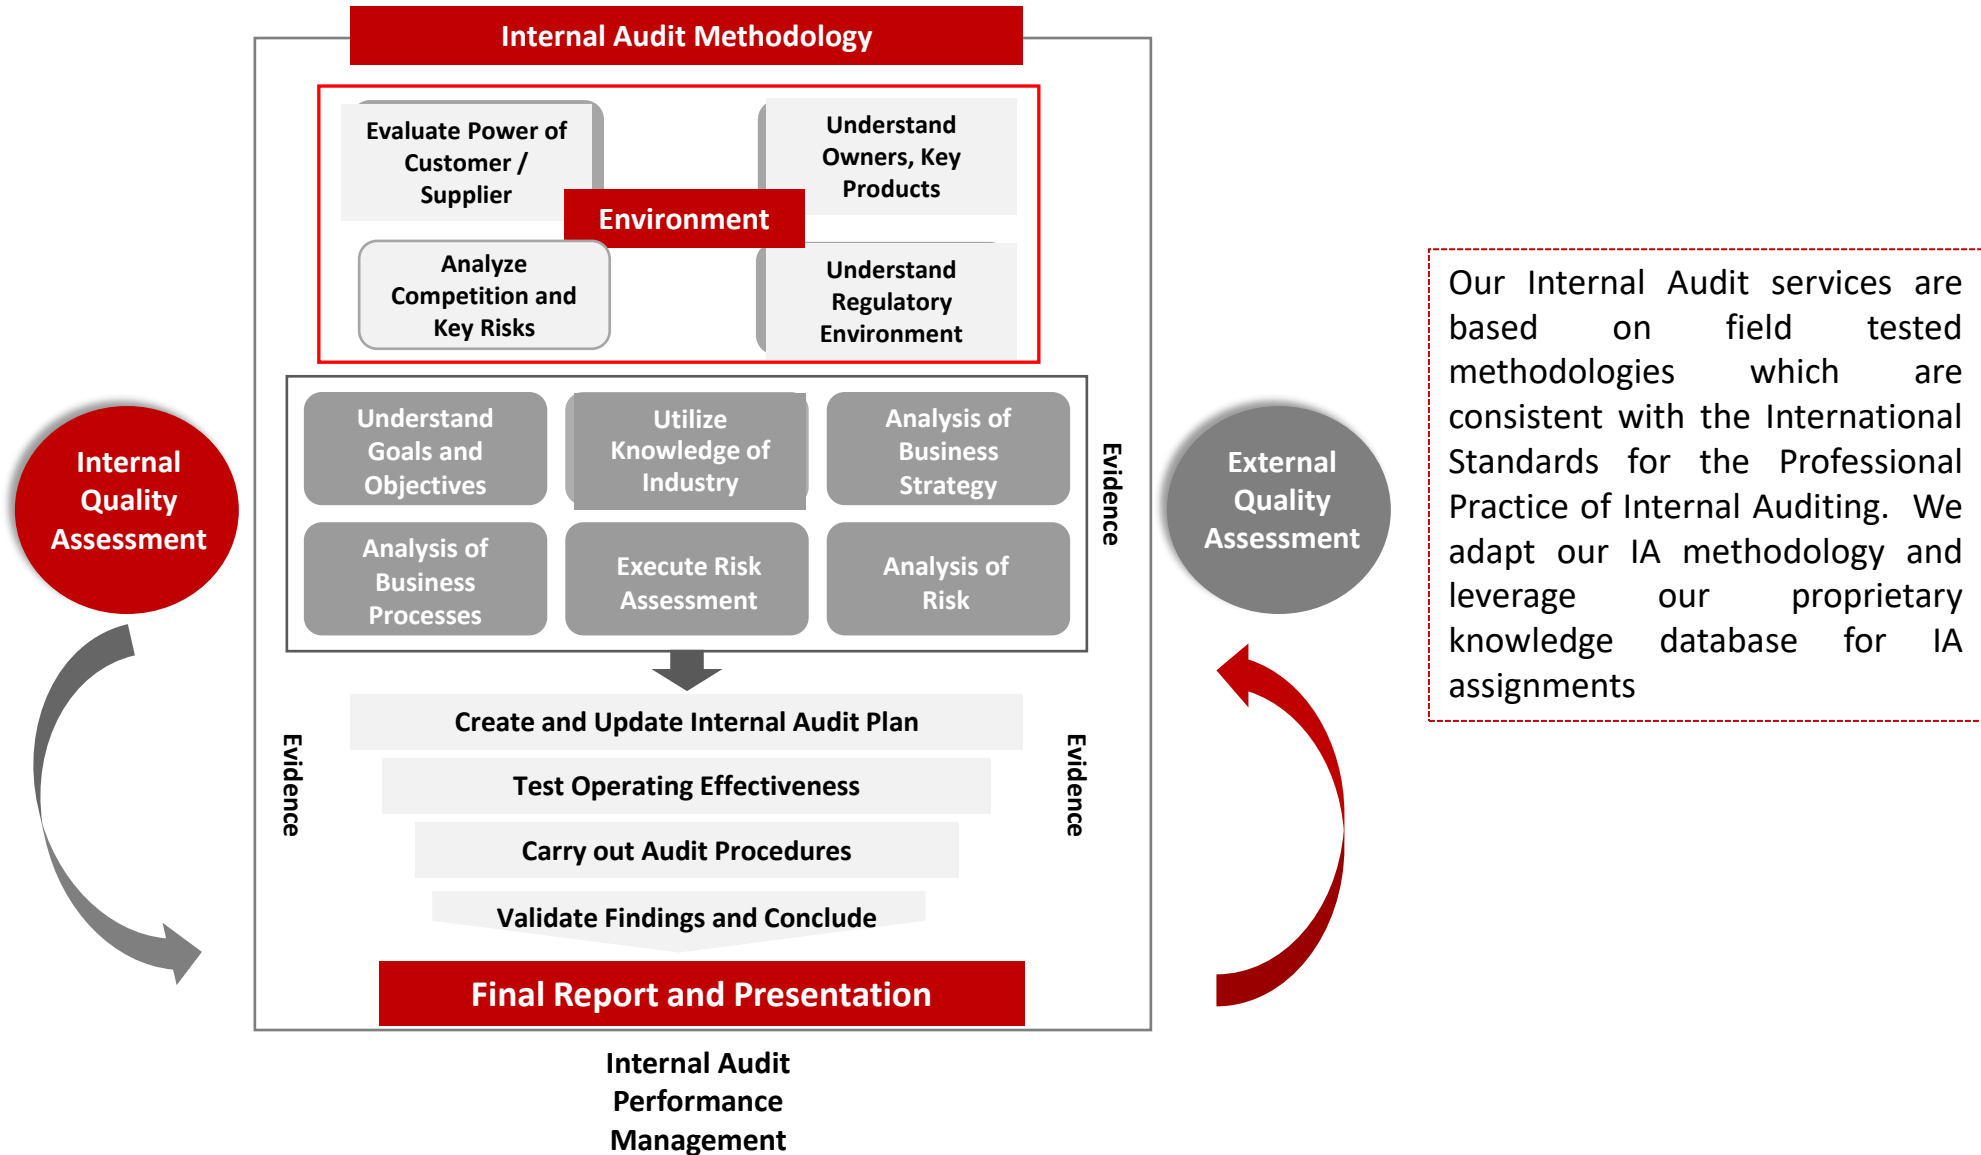 Internal Audit Methodology
Evaluate Power of
Customer /
Supplier
Understand
Owners, Key
Products
Environment
Analyze
Competition and
Key Risks
Understand
Regulatory
Environment
Understand
Goals and
Objectives
Utilize
Knowledge of
Industry
Analysis of
Business
Strategy
Analysis of
Business
Processes
Execute Risk
Assessment
Analysis of
Risk
Evidence
Internal
Quality
Assessment
External
Quality
Assessment
Create and Update Internal Audit Plan
Test Operating Effectiveness
Carry out Audit Procedures
Validate Findings and Conclude
Evidence
Evidence
Final Report and Presentation
Internal Audit
Performance
Management
Our Internal Audit services are
based on field tested
methodologies which are
consistent with the International
Standards for the Professional
Practice of Internal Auditing. We
adapt our IA methodology and
leverage our proprietary
knowledge database for IA
assignments